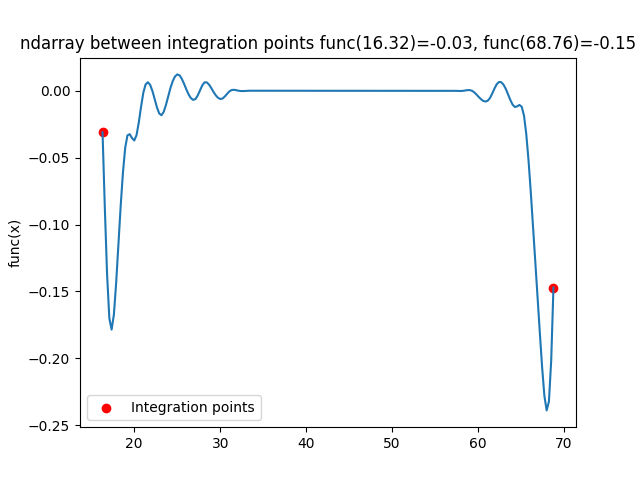 ndarray between integration points func(16.32)=-0.03, func(68.76)=-0.15
0.00
−0.05
−0.10
−0.15
−0.20
−0.25
func(x)
Integration points
20 30 40 50 60 70